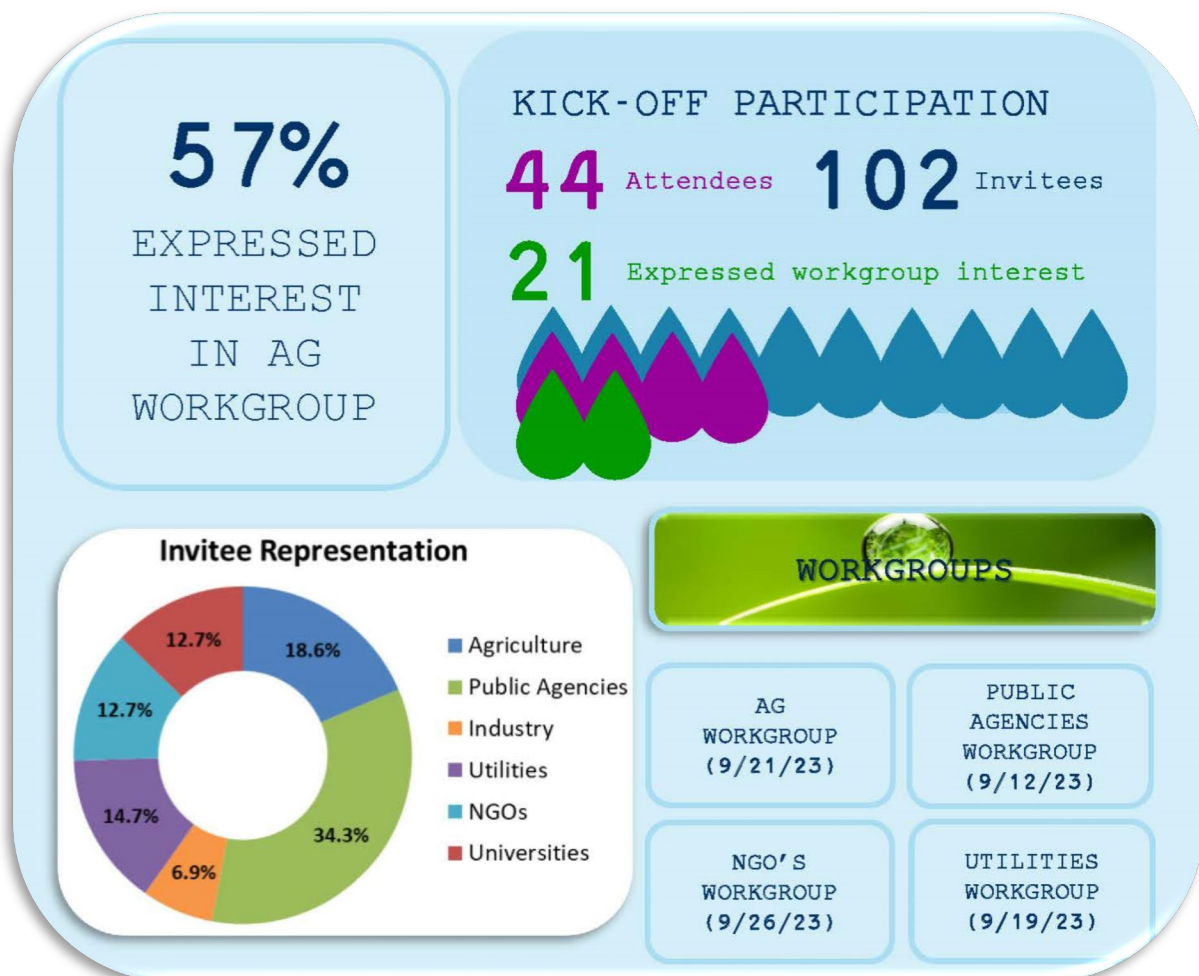 57%
EXPRESSED
INTEREST
IN AG
WORKGROUP
KICK-OFF PARTICIPATION
44 Attendees 102 Invitees
21 Expressed workgroup interest
Invitee Representation
12.7%
18.6%
12.7%
14.7%
34.3%
6.9%
Agriculture
Public Agencies
Industry
Utilities
NGOs
Universities
WORKGROUPS
AG
WORKGROUP
(9/21/23)
PUBLIC
AGENCIES
WORKGROUP
(9/12/23)
NGO'S
WORKGROUP
(9/26/23)
UTILITIES
WORKGROUP
(9/19/23)